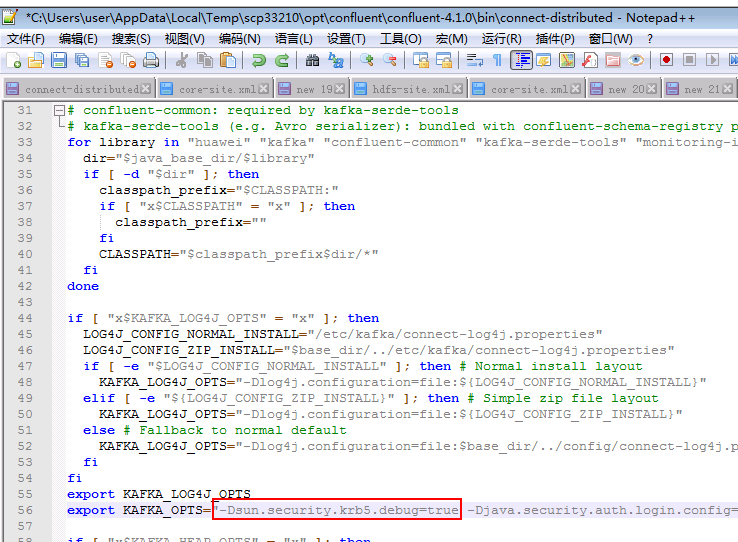 *C:\Users\user\AppData\Local\Temp\scp33210\opt\confluent\confluent-4.1.0\bin\connect-distributed - Notepad++
文件(F) 编辑(E) 搜索(S) 视图(V) 编码(N) 语言(L) 设置(T) 工具(O) 宏(M) 运行(R) 插件(P) 窗口(W) ?
connect-distributed core-site.xml new 19 hdfs-site.xml core-site.xml new 20 new 21
31 # confluent-common: required by kafka-serde-tools
32 # kafka-serde-tools (e.g. Avro serializer): bundled with confluent-schema-registry p
33 for library in "huawei" "kafka" "confluent-common" "kafka-serde-tools" "monitoring-i
34 dir="$java_base_dir/$library"
35 if [ -d "$dir" ]; then
36 classpath_prefix="$CLASSPATH:"
37 if [ "x$CLASSPATH" = "x" ]; then
38 classpath_prefix=""
39 fi
40 CLASSPATH="$classpath_prefix$dir/*"
41 fi
42 done
43
44 if [ "x$KAFKA_LOG4J_OPTS" = "x" ]; then
45 LOG4J_CONFIG_NORMAL_INSTALL="/etc/kafka/connect-log4j.properties"
46 LOG4J_CONFIG_ZIP_INSTALL="$base_dir/../etc/kafka/connect-log4j.properties"
47 if [ -e "$LOG4J_CONFIG_NORMAL_INSTALL" ]; then # Normal install layout
48 KAFKA_LOG4J_OPTS="-Dlog4j.configuration=file:${LOG4J_CONFIG_NORMAL_INSTALL}"
49 elif [ -e "${LOG4J_CONFIG_ZIP_INSTALL}" ]; then # Simple zip file layout
50 KAFKA_LOG4J_OPTS="-Dlog4j.configuration=file:${LOG4J_CONFIG_ZIP_INSTALL}"
51 else # Fallback to normal default
52 KAFKA_LOG4J_OPTS="-Dlog4j.configuration=file:$base_dir/../config/connect-log4j.p
53 fi
54 fi
55 export KAFKA_LOG4J_OPTS
56 export KAFKA_OPTS="-Dsun.security.krb5.debug=true -Djava.security.auth.login.config=
57
58 if [ "x$KAFKA_HEAP_OPTS" = "x" ]; then